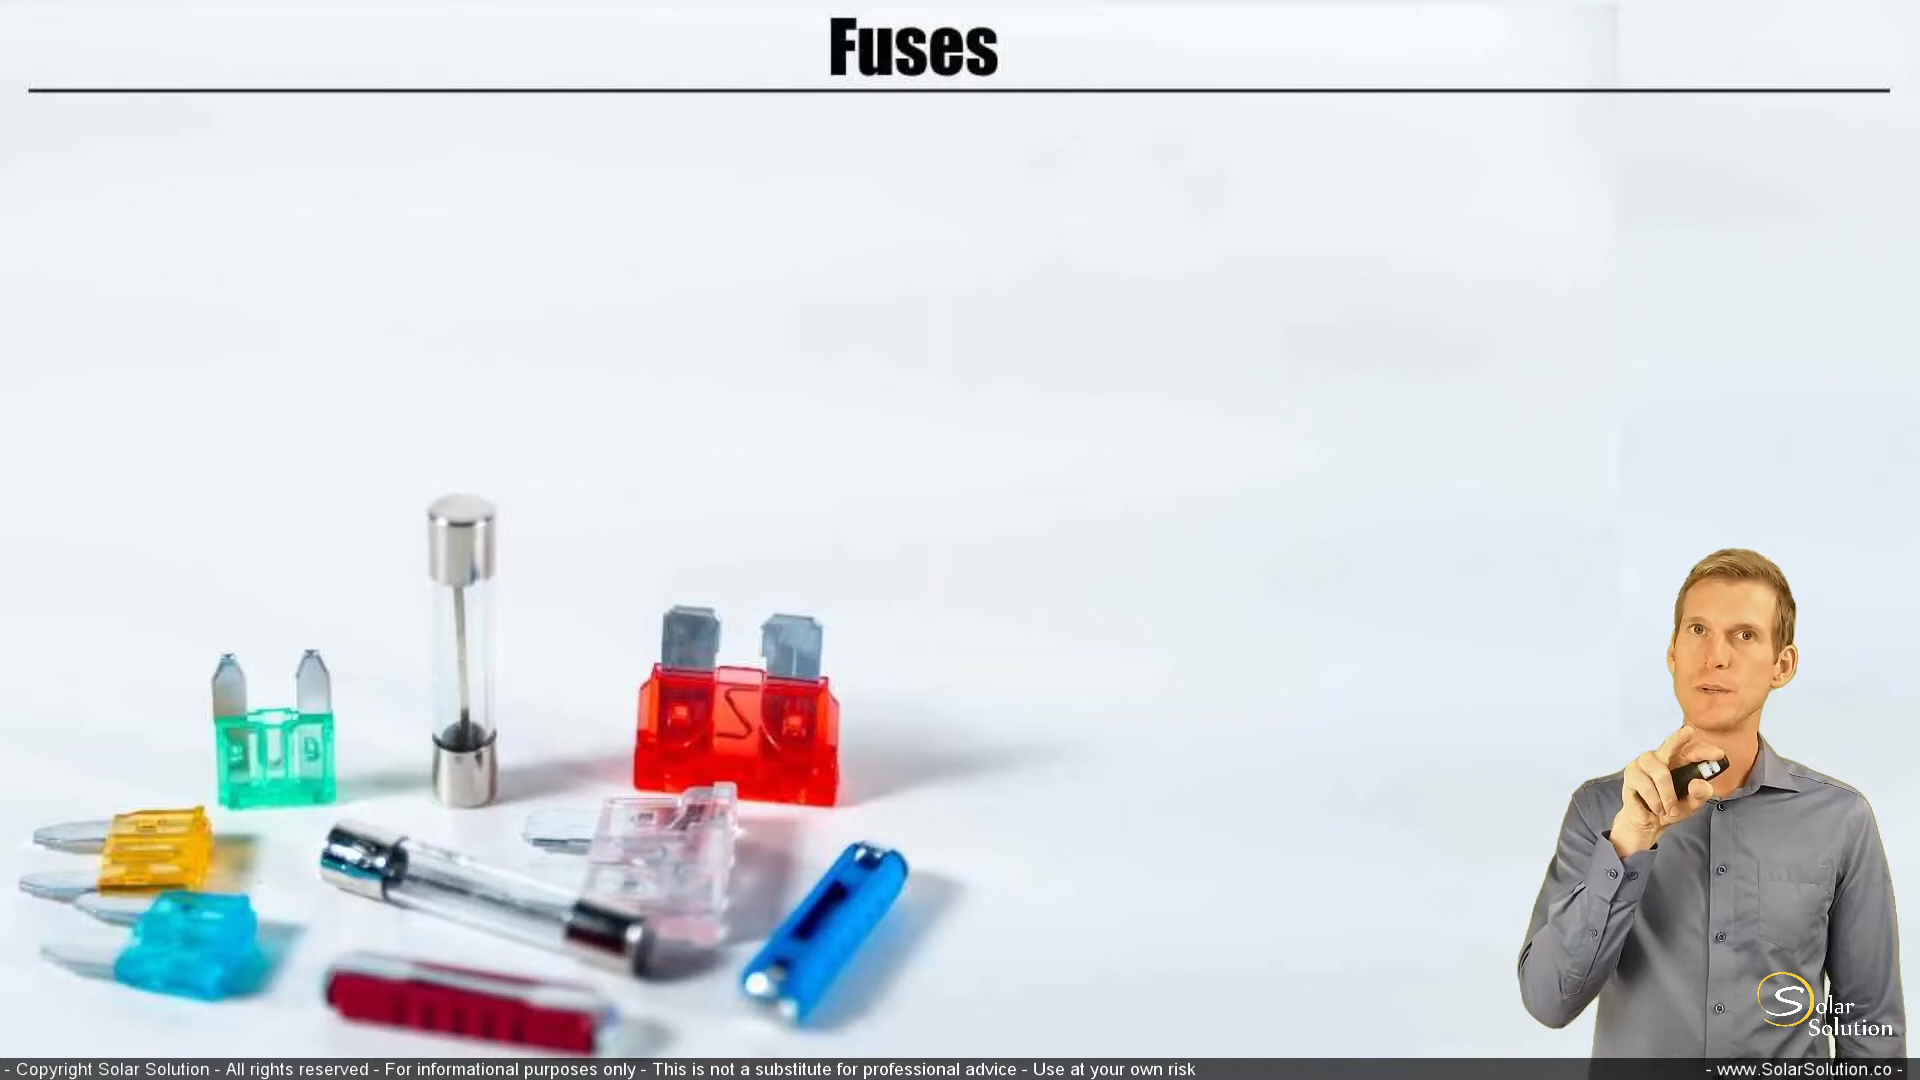 Fuses
Solar
Solution
- Copyright Solar Solution - All rights reserved - For informational purposes only - This is not a substitute for professional advice - Use at your own risk
- www.SolarSolution.co -